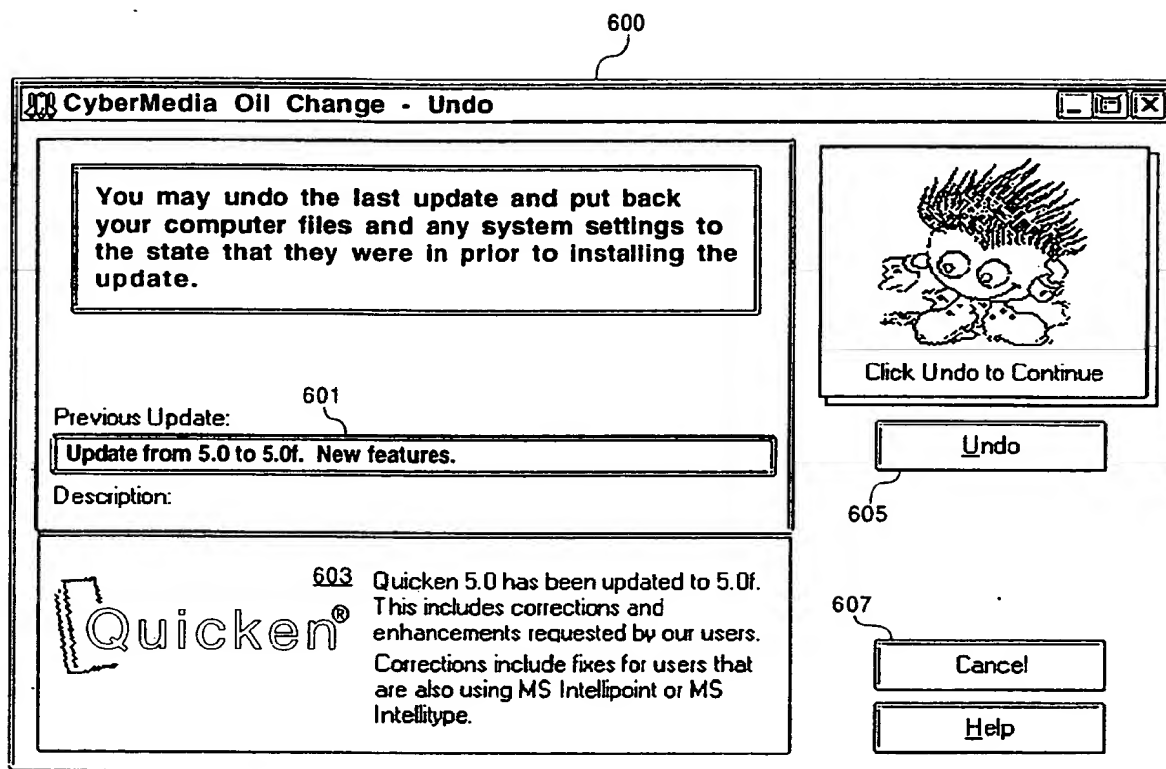 600
CyberMedia Oil Change - Undo
You may undo the last update and put back
your computer files and any system settings to
the state that they were in prior to installing the
update.
Click Undo to Continue
Previous Update:
601
Update from 5.0 to 5.0f. New features.
Undo
605
Description:
603
Quicken®
Quicken 5.0 has been updated to 5.0f.
This includes corrections and
enhancements requested by our users.
Corrections include fixes for users that
are also using MS Intellipoint or MS
Intellitype.
607
Cancel
Help